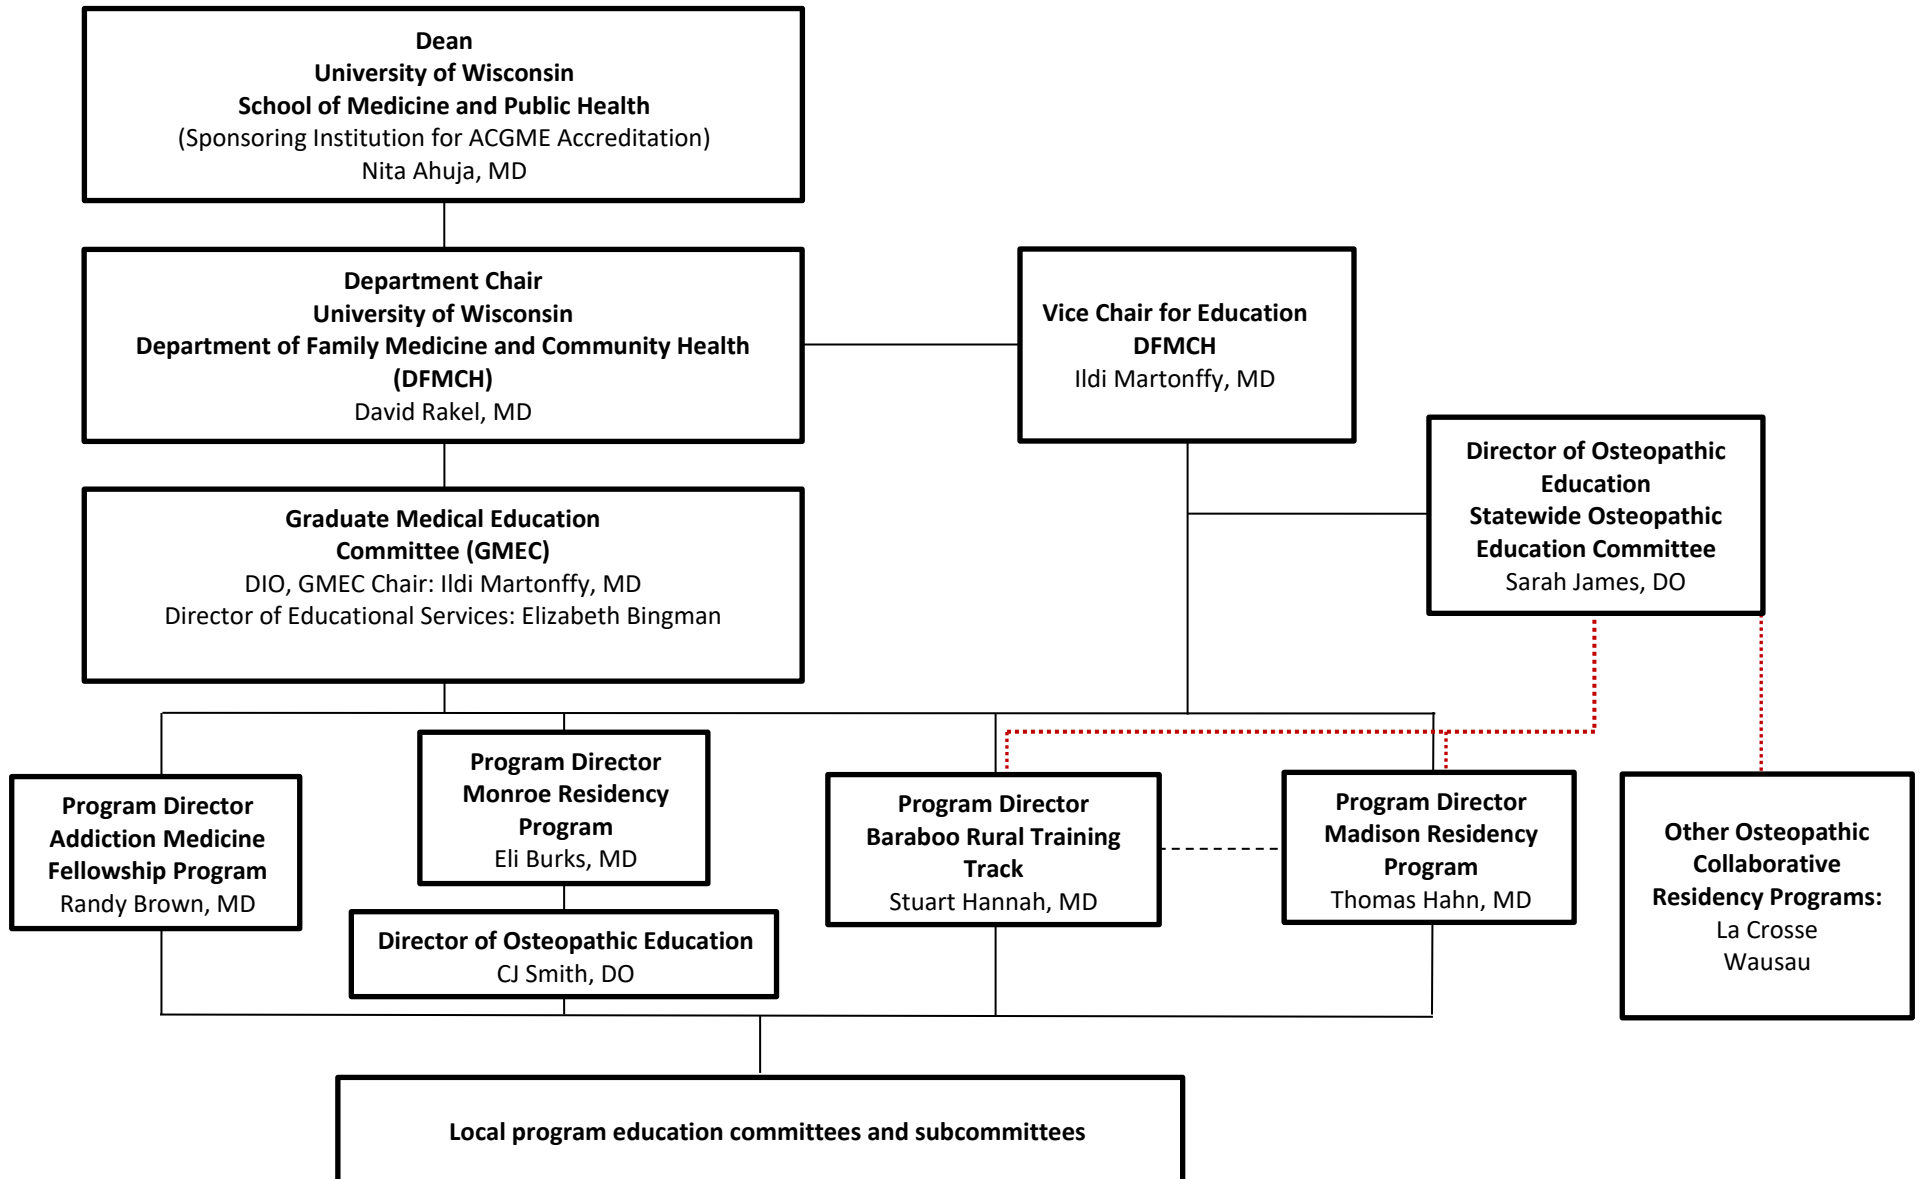 Dean
University of Wisconsin
School of Medicine and Public Health
(Sponsoring Institution for ACGME Accreditation)
Nita Ahuja, MD
Department Chair
University of Wisconsin
Department of Family Medicine and Community Health
(DFMCH)
David Rakel, MD
Vice Chair for Education
DFMCH
Ildi Martonffy, MD
Director of Osteopathic
Education
Statewide Osteopathic
Education Committee
Sarah James, DO
Graduate Medical Education
Committee (GMEC)
DIO, GMEC Chair: Ildi Martonffy, MD
Director of Educational Services: Elizabeth Bingman
Program Director
Addiction Medicine
Fellowship Program
Randy Brown, MD
Program Director
Monroe Residency
Program
Eli Burks, MD
Director of Osteopathic Education
CJ Smith, DO
Program Director
Baraboo Rural Training
Track
Stuart Hannah, MD
Program Director
Madison Residency
Program
Thomas Hahn, MD
Other Osteopathic
Collaborative
Residency Programs:
La Crosse
Wausau
Local program education committees and subcommittees